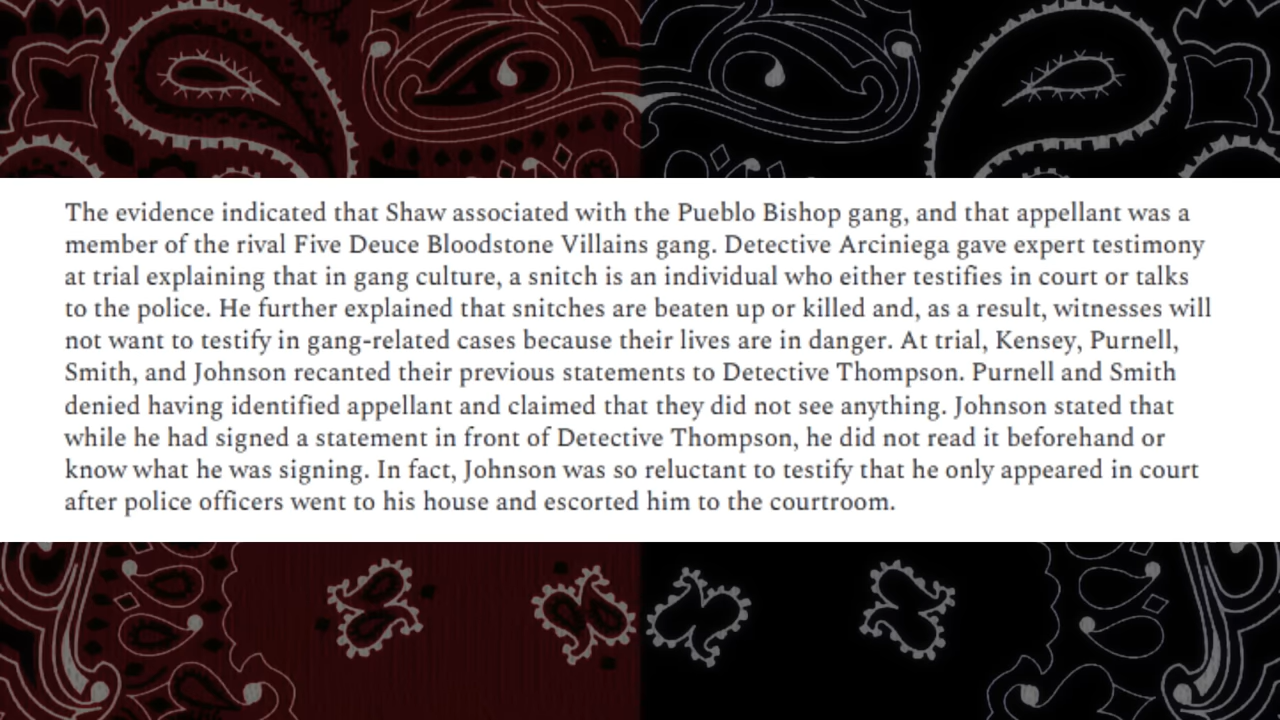 The evidence indicated that Shaw associated with the Pueblo Bishop gang, and that appellant was a
member of the rival Five Deuce Bloodstone Villains gang. Detective Arciniega gave expert testimony
at trial explaining that in gang culture, a snitch is an individual who either testifies in court or talks
to the police. He further explained that snitches are beaten up or killed and, as a result, witnesses will
not want to testify in gang-related cases because their lives are in danger. At trial, Kensey, Purnell,
Smith, and Johnson recanted their previous statements to Detective Thompson. Purnell and Smith
denied having identified appellant and claimed that they did not see anything. Johnson stated that
while he had signed a statement in front of Detective Thompson, he did not read it beforehand or
know what he was signing. In fact, Johnson was so reluctant to testify that he only appeared in court
after police officers went to his house and escorted him to the courtroom.